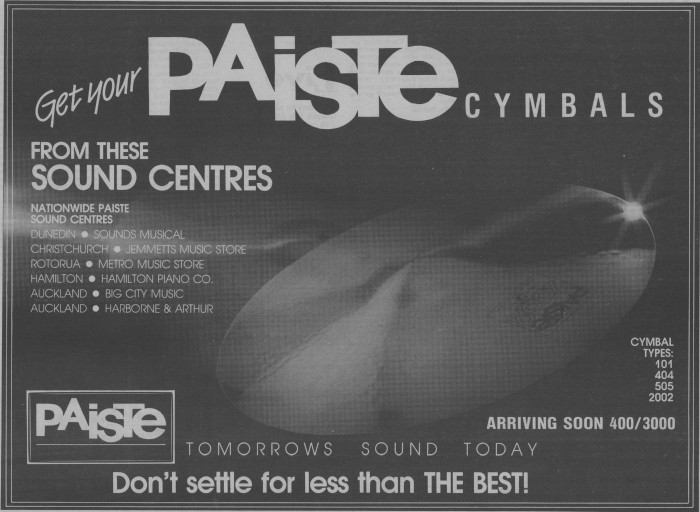 Get your PAiSTe CYMBALS
FROM THESE
SOUND CENTRES
NATIONWIDE PAISTE
SOUND CENTRES
DUNEDIN ● SOUNDS MUSICAL
CHRISTCHURCH ● JEMMETTS MUSIC STORE
ROTORUA ● METRO MUSIC STORE
HAMILTON ● HAMILTON PIANO CO.
AUCKLAND ● BIG CITY MUSIC
AUCKLAND ● HARBORNE & ARTHUR
CYMBAL
TYPES:
101
404
505
2002
ARRIVING SOON 400/3000
PAiSTe
TOMORROWS SOUND TODAY
Don't settle for less than THE BEST!